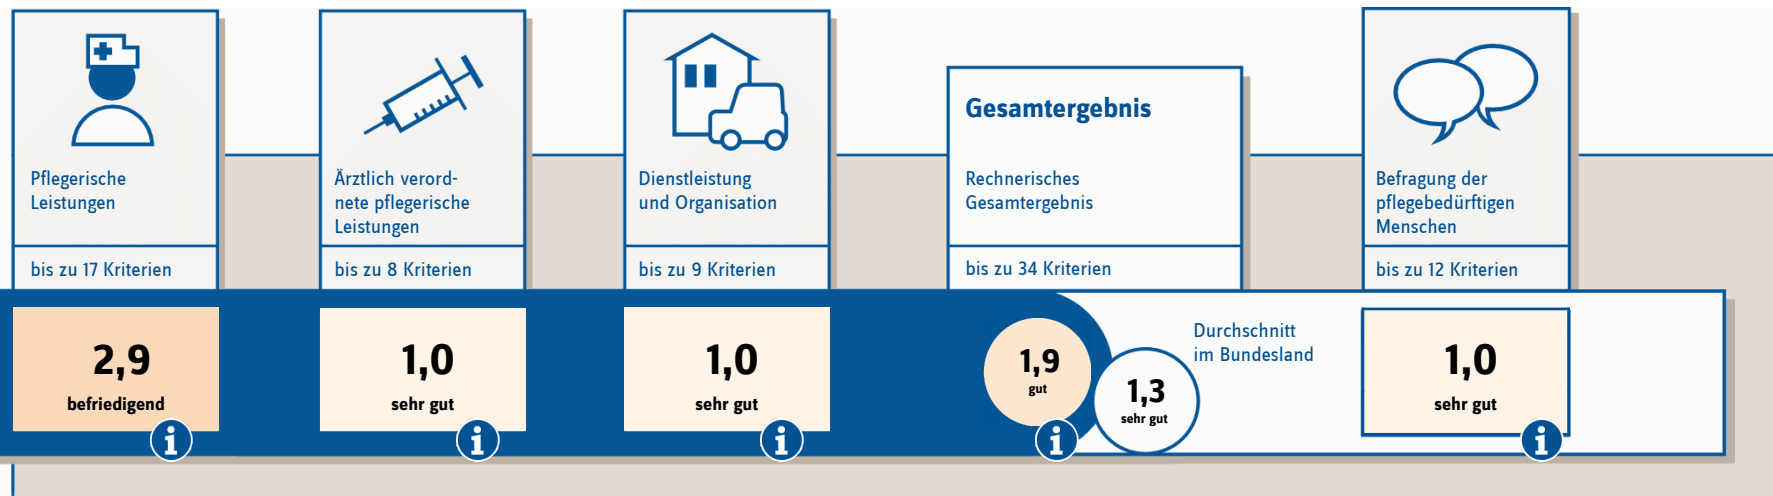 Pflegerische
Leistungen
bis zu 17 Kriterien
2,9
befriedigend
i
Ärztlich verord-
nete pflegerische
Leistungen
bis zu 8 Kriterien
1,0
sehr gut
i
Dienstleistung
und Organisation
bis zu 9 Kriterien
1,0
sehr gut
i
Gesamtergebnis
Rechnerisches
Gesamtergebnis
bis zu 34 Kriterien
1,9
gut
i
1,3
sehr gut
Durchschnitt
im Bundesland
Befragung der
pflegebedürftigen
Menschen
bis zu 12 Kriterien
1,0
sehr gut
i